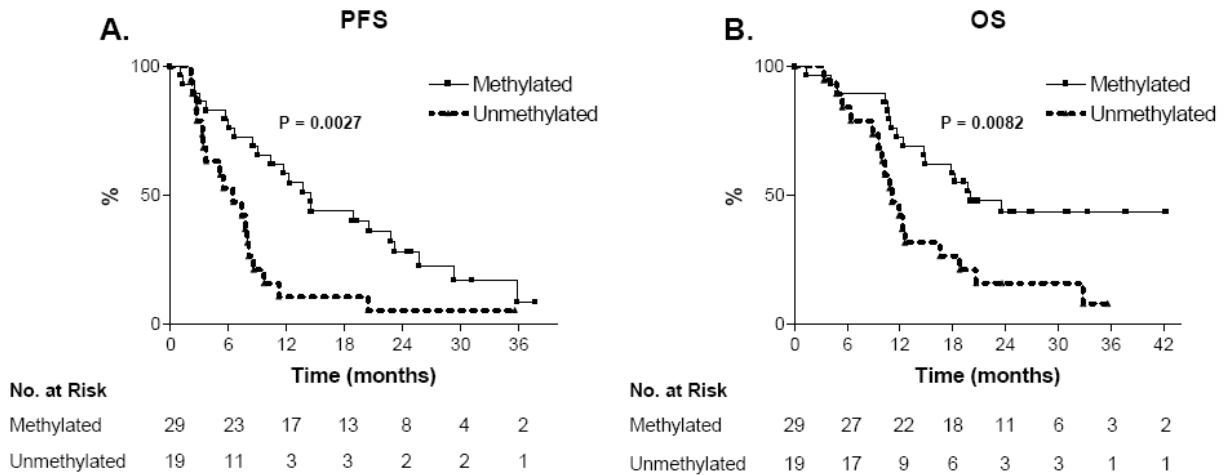 A.
PFS
100
50
0
%
Methylated
Unmethylated
P = 0.0027
0 6 12 18 24 30 36
Time (months)
No. at Risk
Methylated 29 23 17 13 8 4 2
Unmethylated 19 11 3 3 2 2 1
B.
OS
100
50
0
%
Methylated
Unmethylated
P = 0.0082
0 6 12 18 24 30 36 42
Time (months)
No. at Risk
Methylated 29 27 22 18 11 6 3 2
Unmethylated 19 17 9 6 3 3 1 1